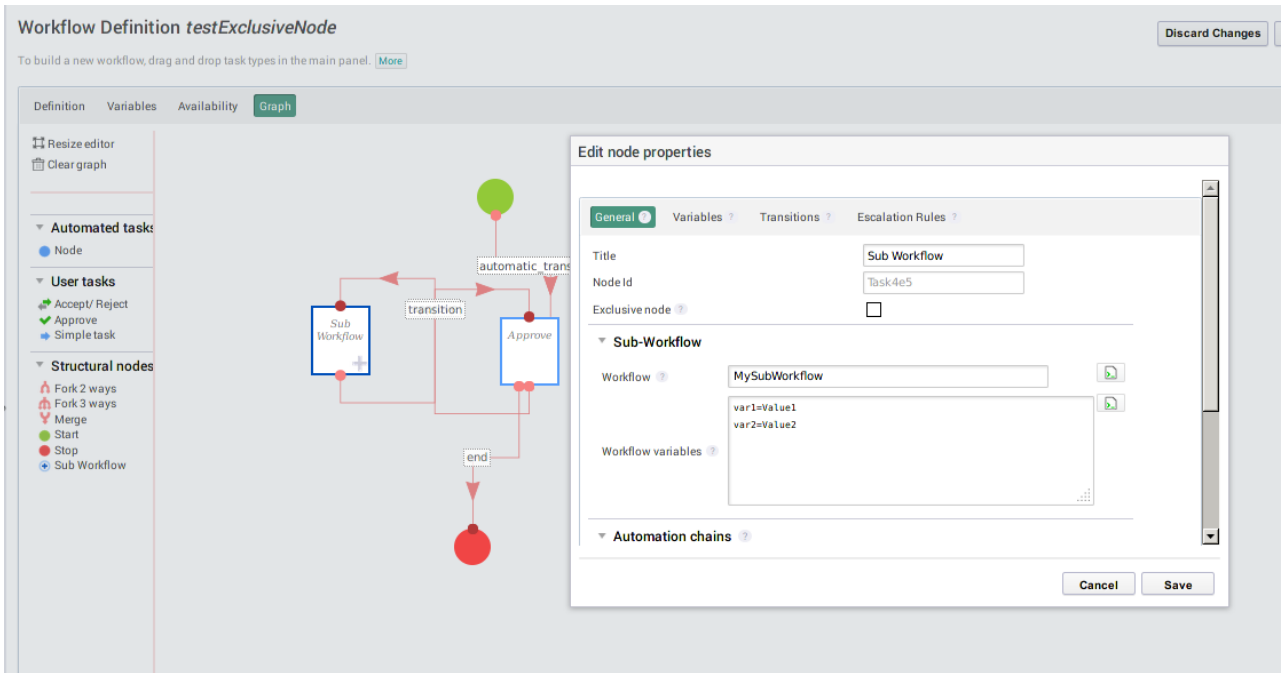 Workflow Definition testExclusiveNode
Discard Changes
To build a new workflow, drag and drop task types in the main panel. More
Definition Variables Availability Graph
Resize editor
Clear graph
Automated tasks
Node
User tasks
Accept/ Reject
Approve
Simple task
Structural nodes
Fork 2 ways
Fork 3 ways
Merge
Start
Stop
Sub Workflow
automatic_trans
transition
Sub
Workflow
Approve
end
Edit node properties
General ? Variables ? Transitions ? Escalation Rules ?
Title Sub Workflow
Node Id Task4e5
Exclusive node ?
Sub-Workflow
Workflow ? MySubWorkflow
var1=Value1
var2=Value2
Workflow variables ?
Automation chains ?
Cancel Save